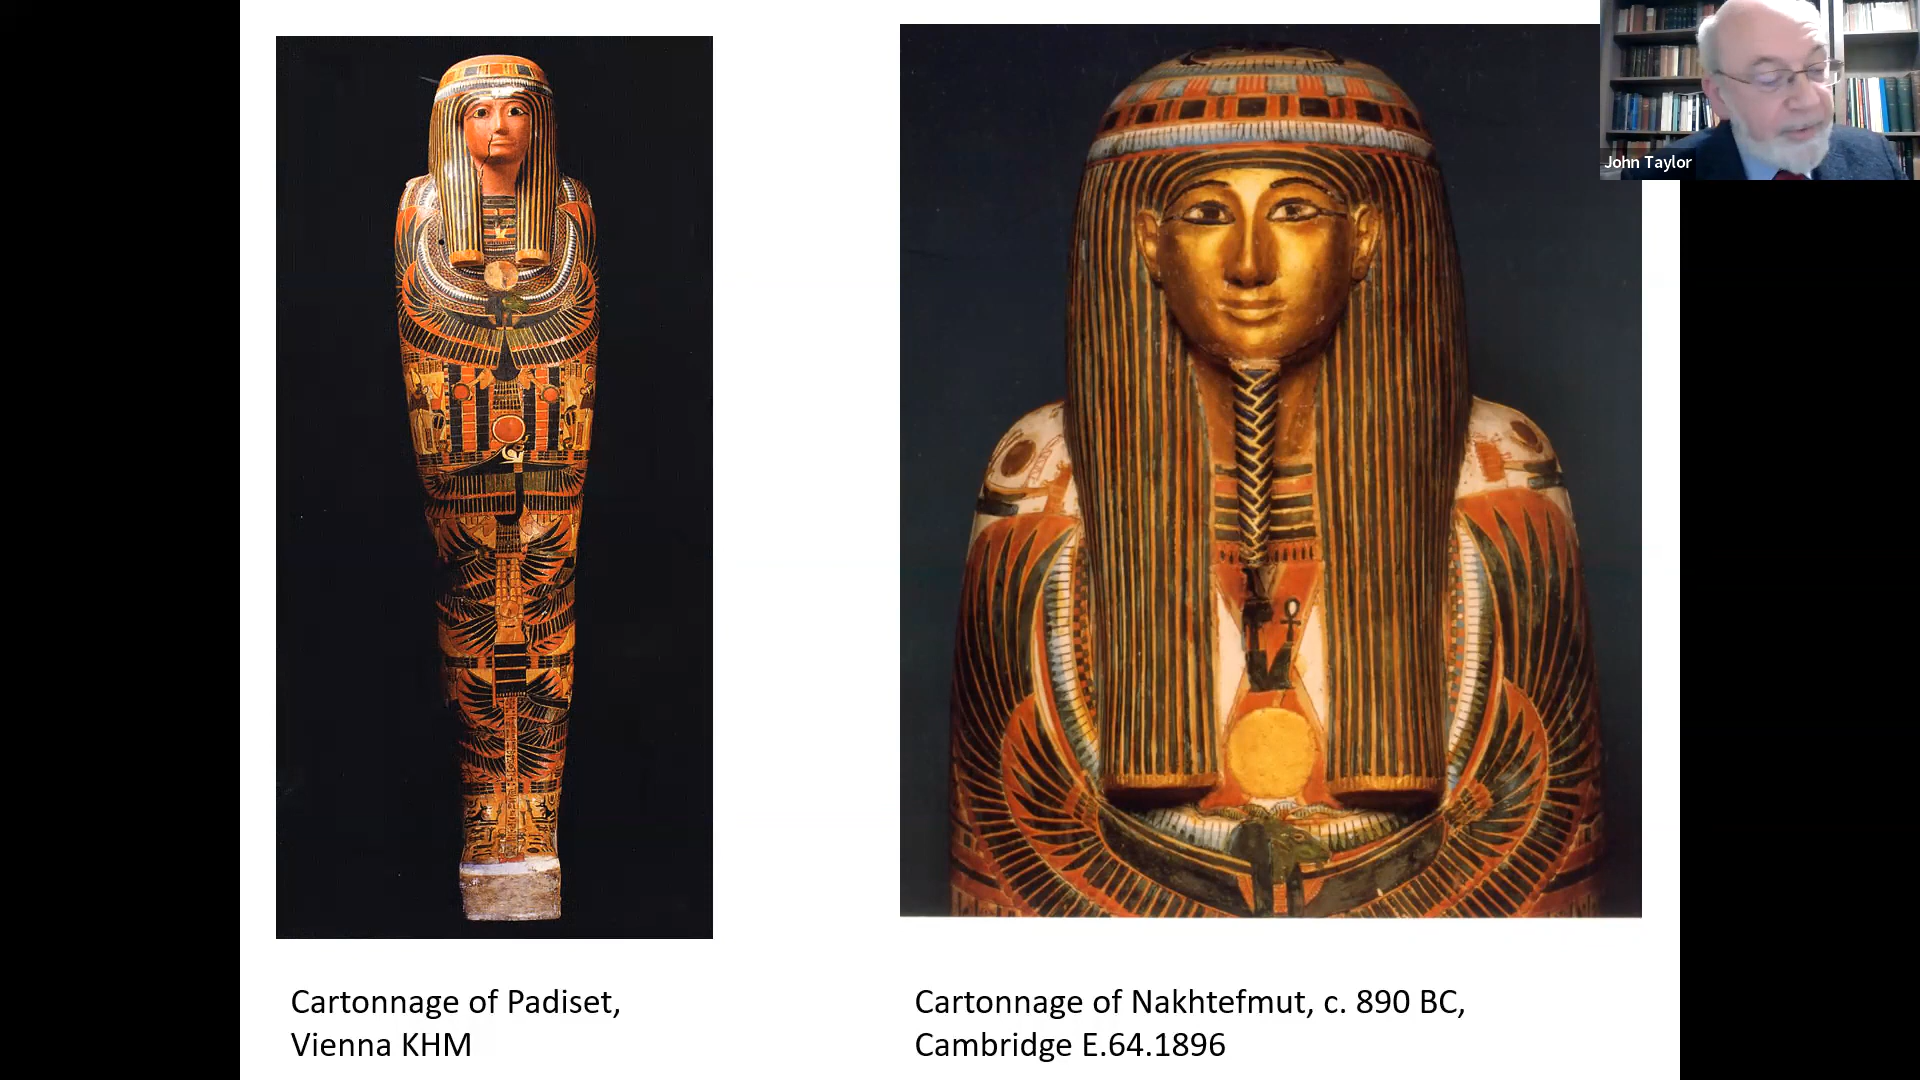 John Taylor
Cartonnage of Padiset,
Vienna KHM
Cartonnage of Nakhtefmut, c. 890 BC,
Cambridge E.64.1896